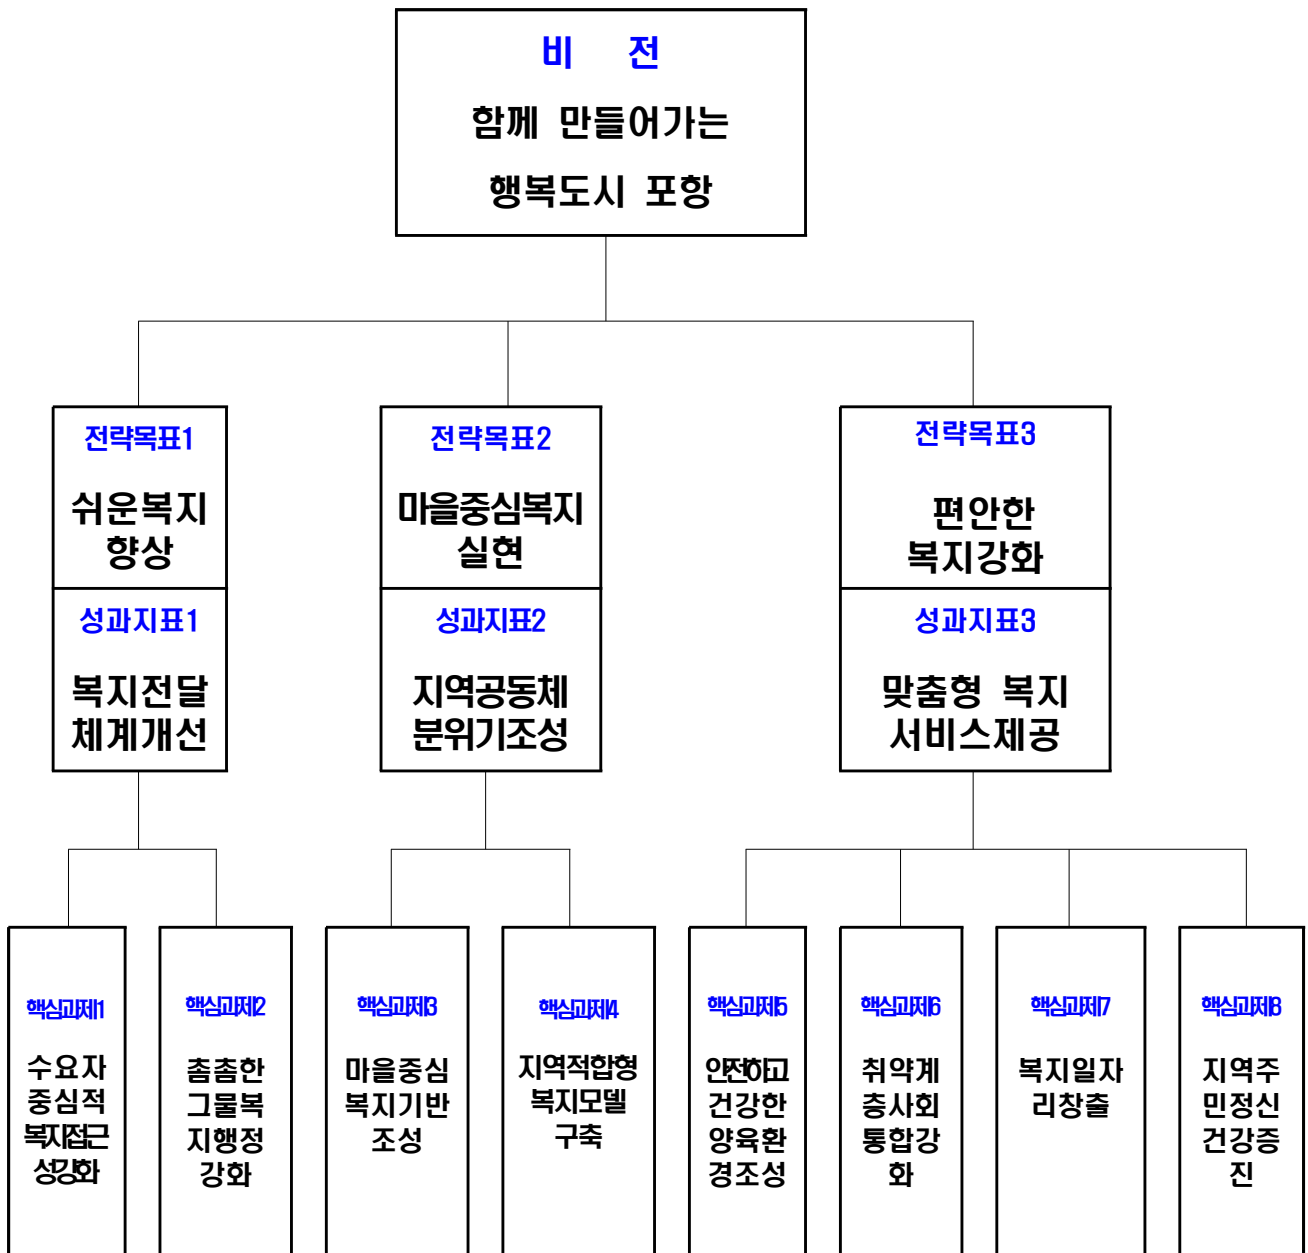 비 전
함께 만들어가는
행복도시 포항
전략목표1
쉬운복지
향상
성과지표1
복지전달
체계개선
전략목표2
마을중심복지
실현
성과지표2
지역공동체
분위기조성
전략목표3
편안한
복지강화
성과지표3
맞춤형 복지
서비스제공
핵심과제1
수요자
중심적
복지접근
성강화
핵심과제2
촘촘한
그물복
지행정
강화
핵심과제3
마을중심
복지기반
조성
핵심과제4
지역적합형
복지모델
구축
핵심과제5
안전하고
건강한
양육환
경조성
핵심과제6
취약계
층사회
통합강
화
핵심과제7
복지일자
리창출
핵심과제8
지역주
민정신
건강증
진